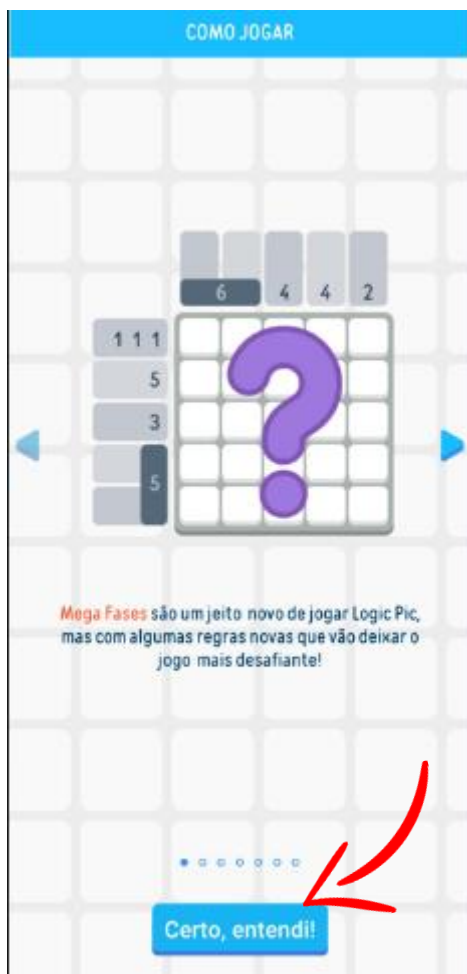 COMO JOGAR
6 4 4 2
1 1 1
5
3
5
?
Mega Fases são um jeito novo de jogar Logic Pic,
mas com algumas regras novas que vão deixar o
jogo mais desafiante!
Certo, entendi!